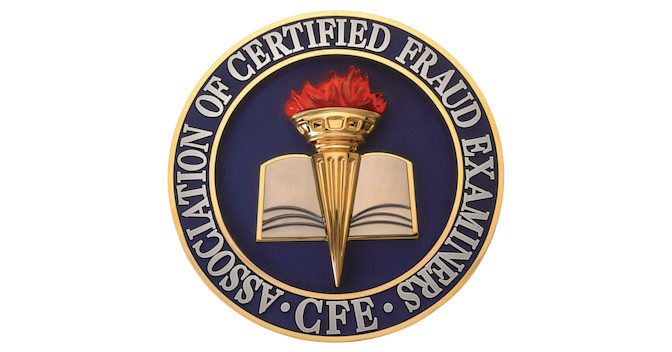 ASSOCIATION OF CERTIFIED FRAUD EXAMINERS
· CFE ·